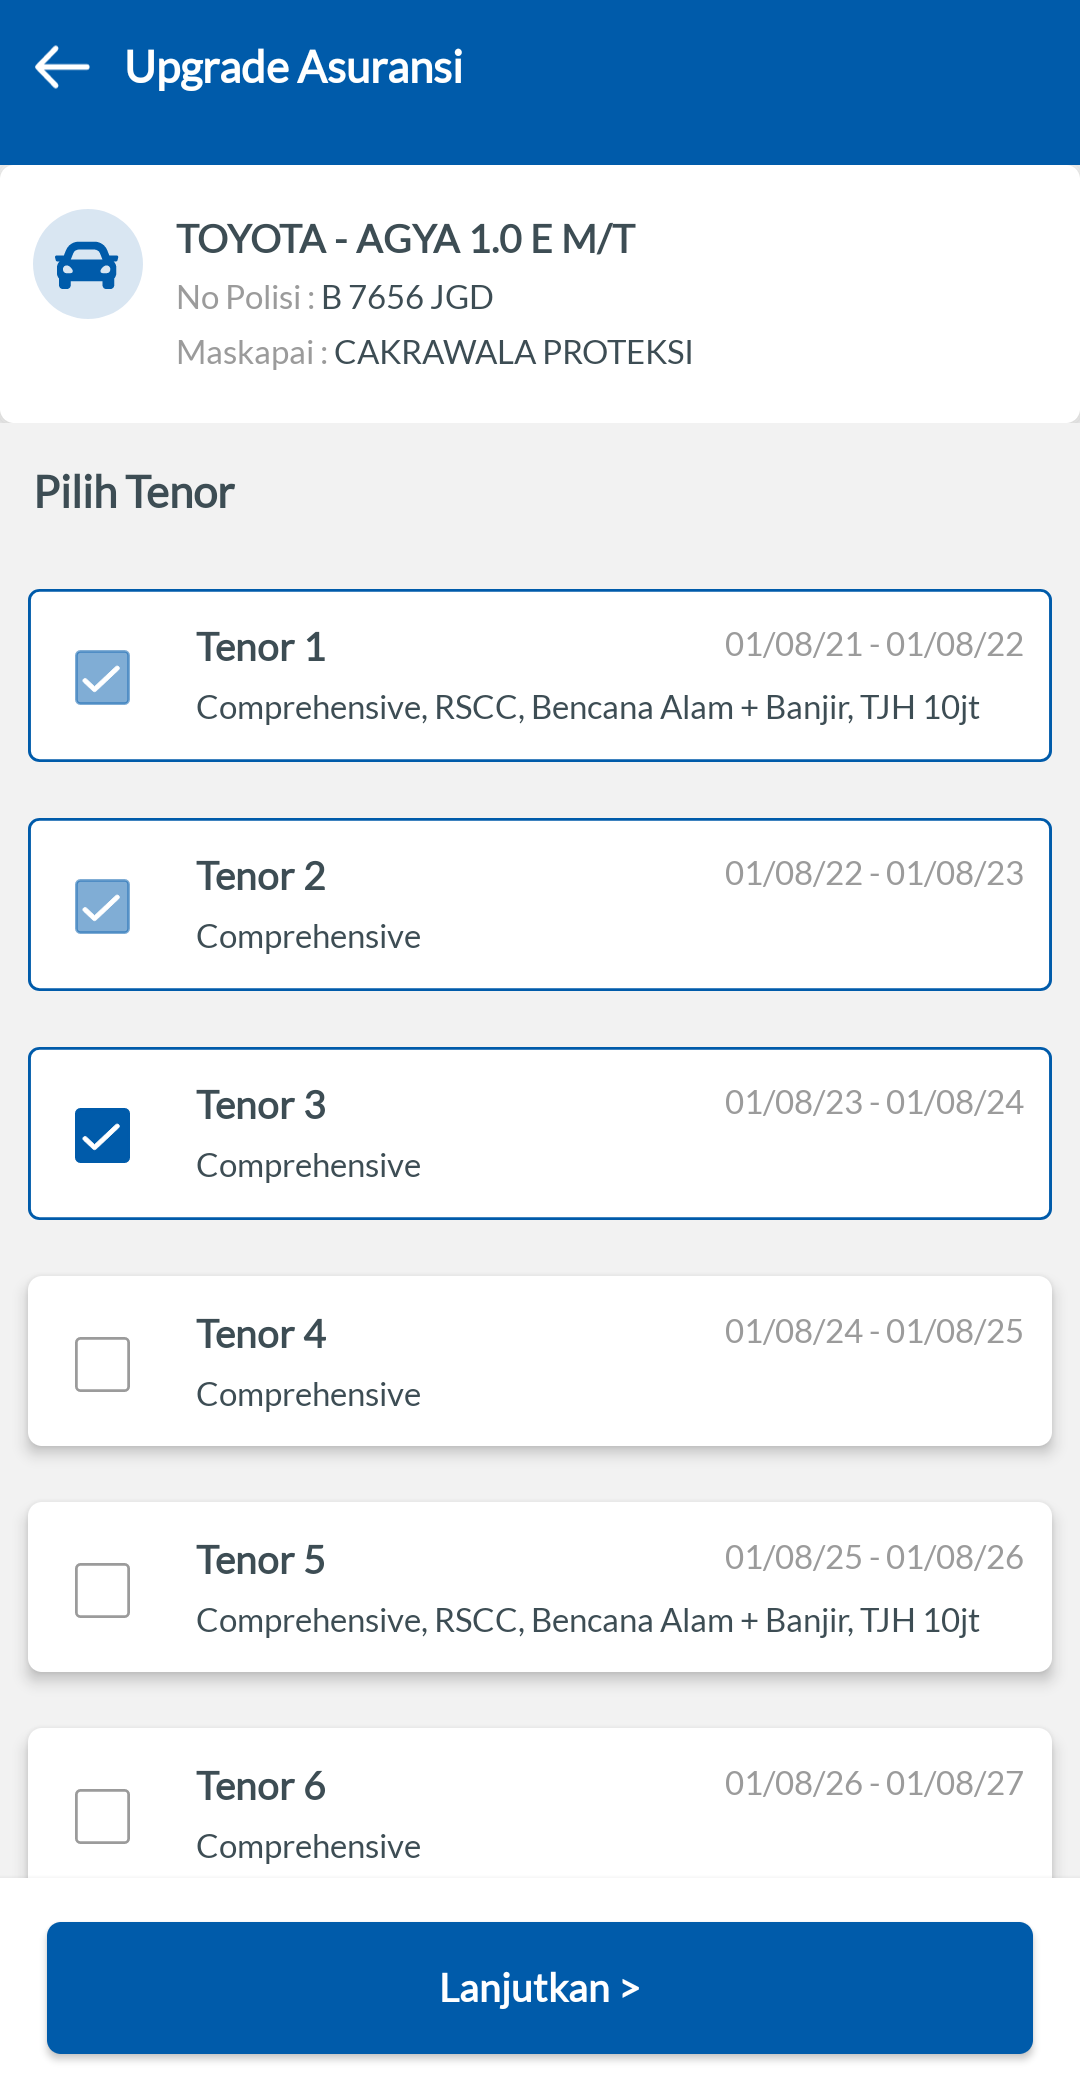 Upgrade Asuransi
TOYOTA - AGYA 1.0 E M/T
No Polisi : B 7656 JGD
Maskapai : CAKRAWALA PROTEKSI
Pilih Tenor
Tenor 1 01/08/21 - 01/08/22
Comprehensive, RSCC, Bencana Alam + Banjir, TJH 10jt
Tenor 2 01/08/22 - 01/08/23
Comprehensive
Tenor 3 01/08/23 - 01/08/24
Comprehensive
Tenor 4 01/08/24 - 01/08/25
Comprehensive
Tenor 5 01/08/25 - 01/08/26
Comprehensive, RSCC, Bencana Alam + Banjir, TJH 10jt
Tenor 6 01/08/26 - 01/08/27
Comprehensive
Lanjutkan >